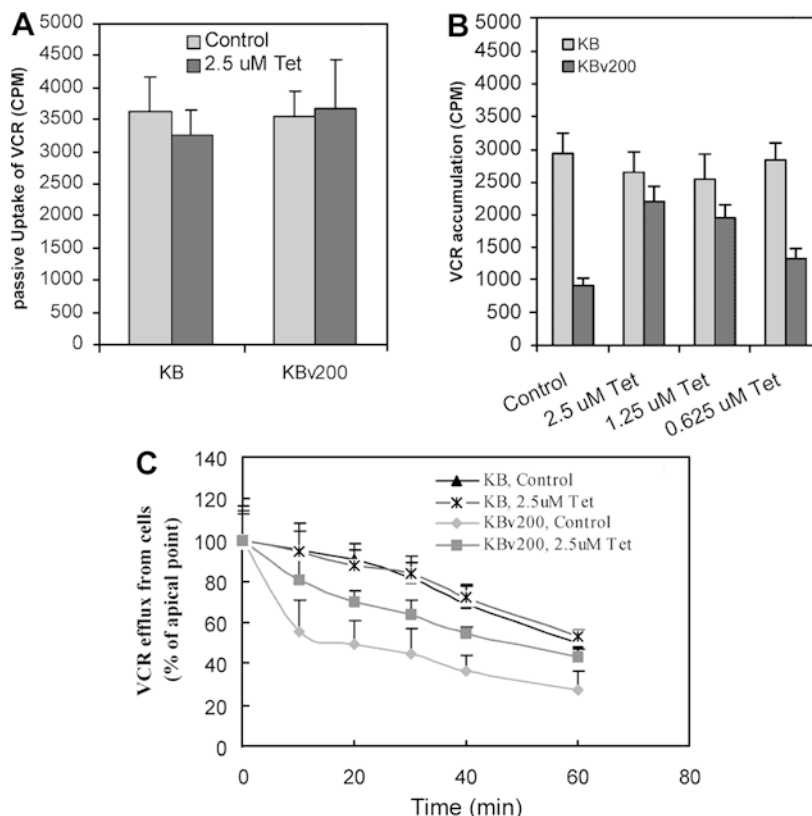 A
passive Uptake of VCR (CPM)
5000
4500
4000
3500
3000
2500
2000
1500
1000
500
0
Control
2.5 uM Tet
KB
KBv200
B
VCR accumulation (CPM)
5000
4500
4000
3500
3000
2500
2000
1500
1000
500
0
KB
KBv200
Control
2.5 uM Tet
1.25 uM Tet
0.625 uM Tet
C
VCR efflux from cells
(% of apical point)
140
120
100
80
60
40
20
0
KB, Control
KB, 2.5uM Tet
KBv200, Control
KBv200, 2.5uM Tet
0
20
40
60
80
Time (min)